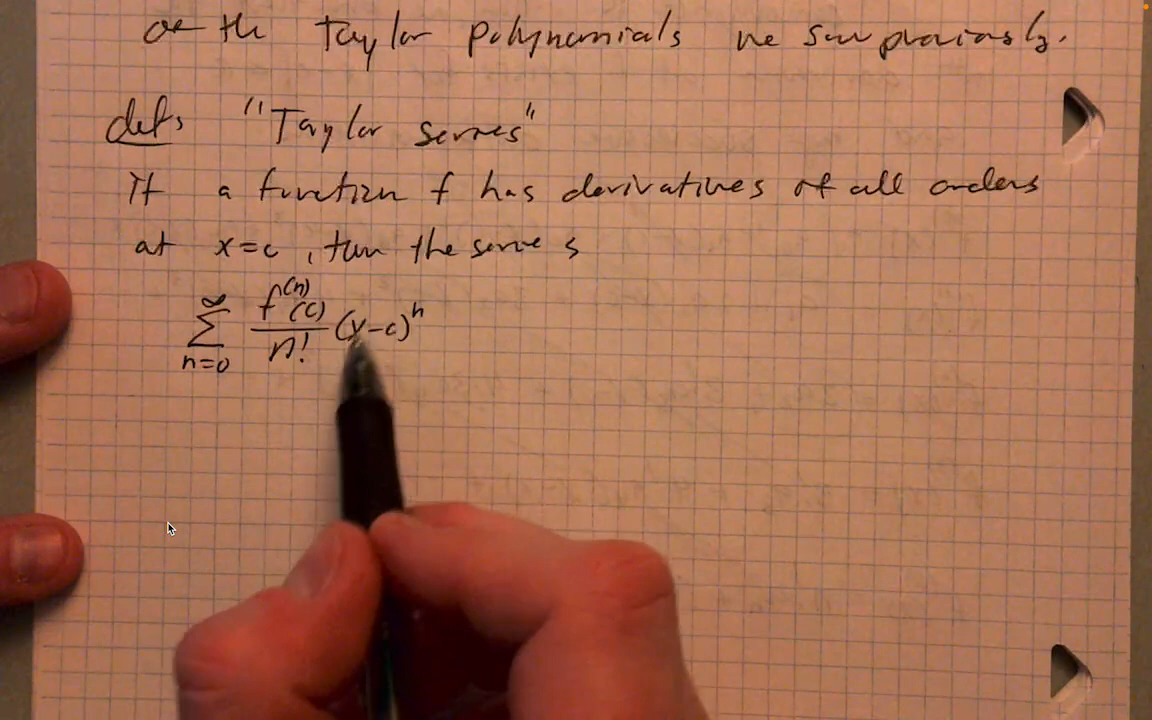 of the Taylor Polynomials we saw previously.
def: "Taylor series"
If a function f has derivatives of all orders
at x=c, then the series
∞ f⁽ⁿ⁾(c)
∑ ――― (x-c)ⁿ
n=0 n!